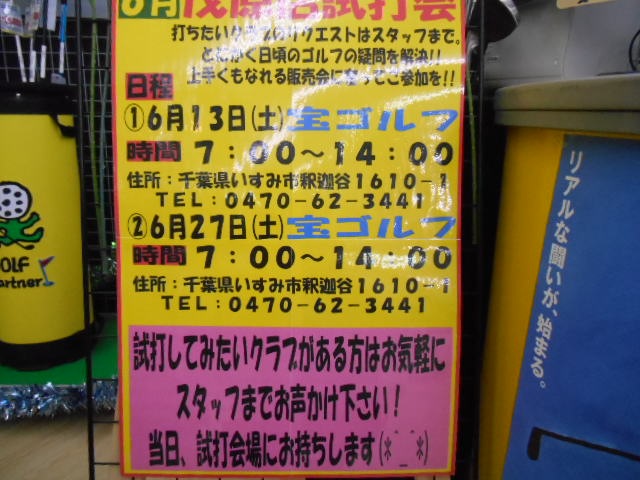 6月茂原店試打会
打ちたいクラブのリクエストはスタッフまで。
とにかく日頃のゴルフの疑問を解決!!
上手くもなれる販売会になってご参加を!!
日程
①6月13日(土)宝ゴルフ
時間 7：00～14：00
住所：千葉県いすみ市釈迦谷1610-1
TEL：0470-62-3441
②6月27日(土)宝ゴルフ
時間 7：00～14：00
住所：千葉県いすみ市釈迦谷1610-1
TEL：0470-62-3441
試打してみたいクラブがある方はお気軽に
スタッフまでお声かけ下さい！
当日、試打会場にお持ちします(*^_^*)
OLF
artner
リアルな闘いが、始まる。